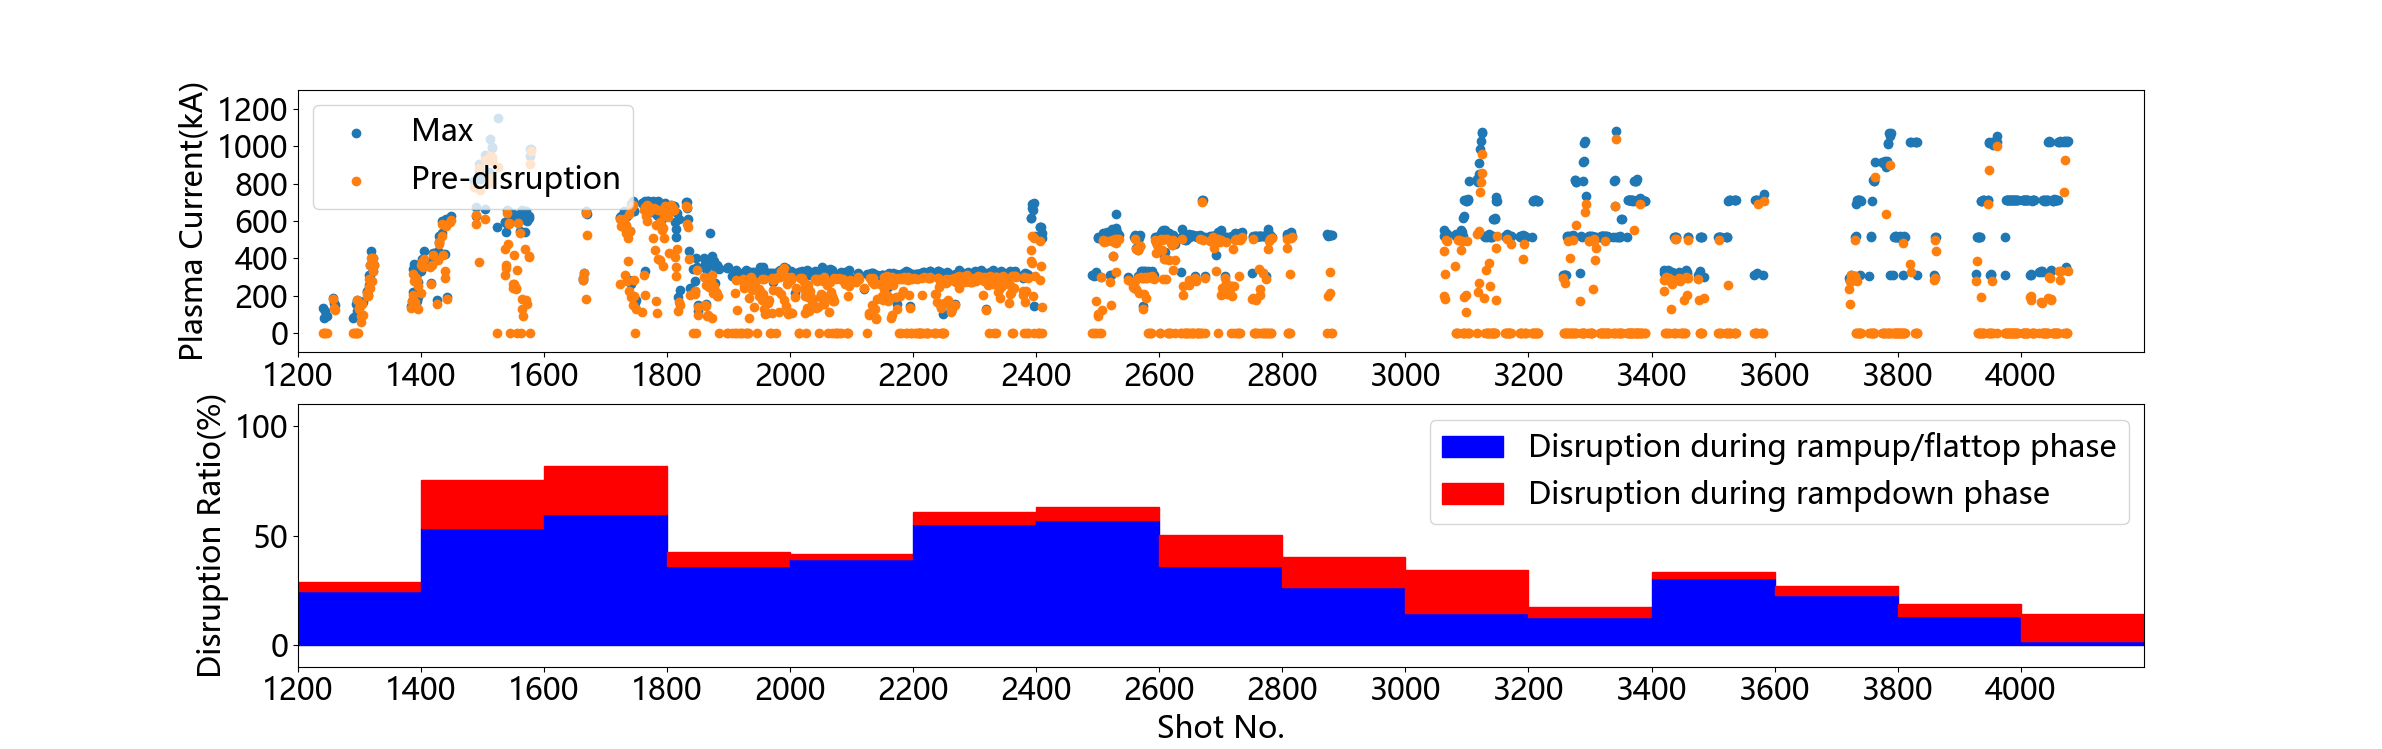 Plasma Current(kA)
1200
1000
800
600
400
200
0
Max
Pre-disruption
1200 1400 1600 1800 2000 2200 2400 2600 2800 3000 3200 3400 3600 3800 4000
Disruption Ratio(%)
100
50
0
Disruption during rampup/flattop phase
Disruption during rampdown phase
1200 1400 1600 1800 2000 2200 2400 2600 2800 3000 3200 3400 3600 3800 4000
Shot No.